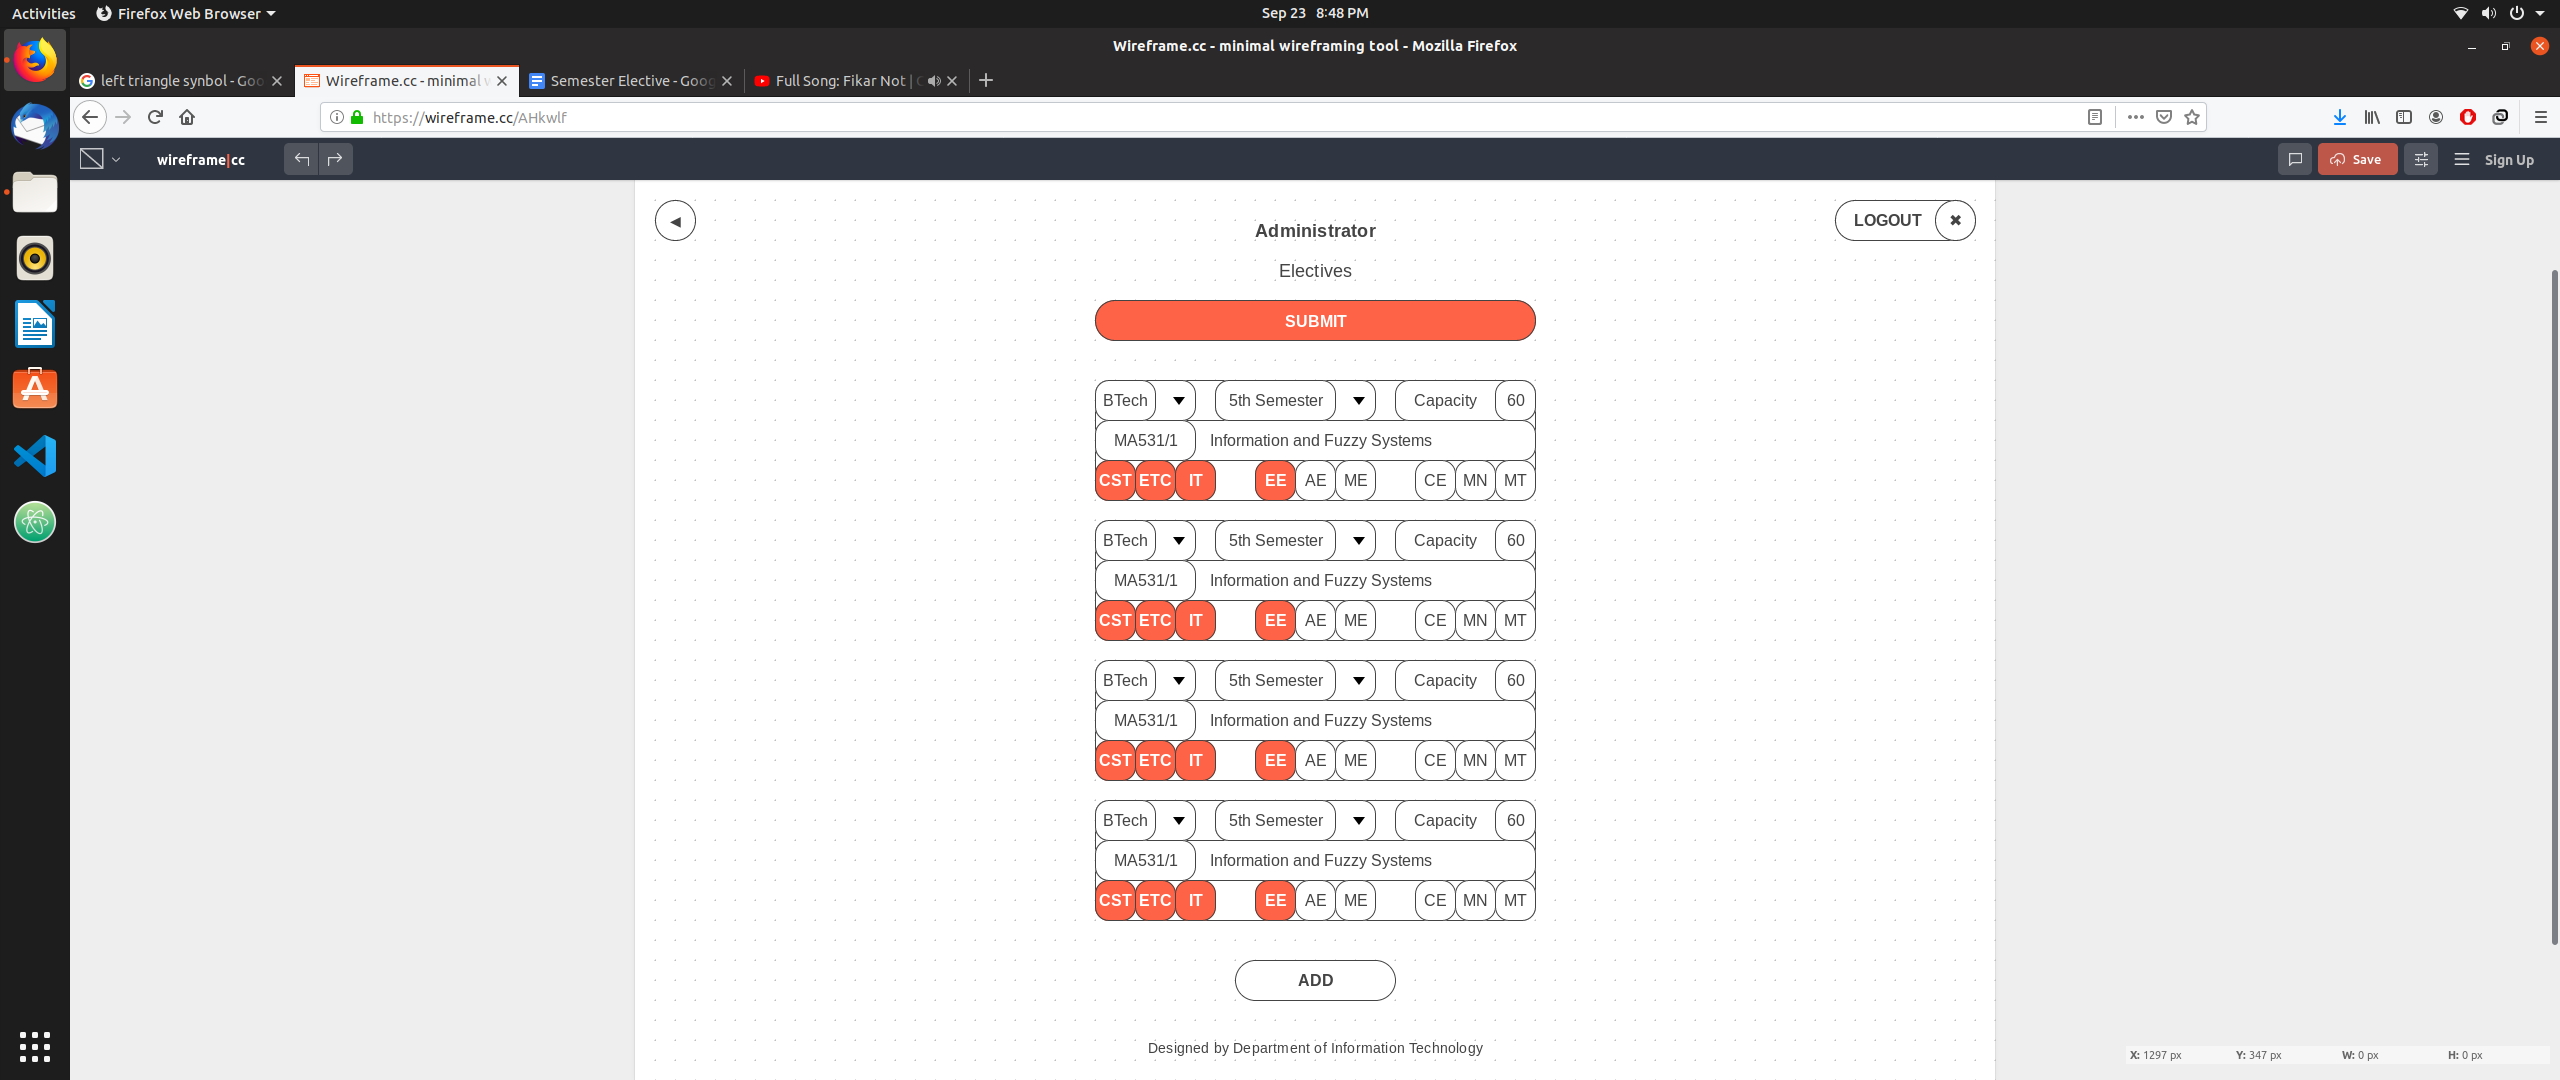 Activities Firefox Web Browser Sep 23 8:48 PM
Wireframe.cc - minimal wireframing tool - Mozilla Firefox
left triangle synbol - Goo Wireframe.cc - minimal w Semester Elective - Goog Full Song: Fikar Not | C
https://wireframe.cc/AHkwlf
wireframe|cc Save Sign Up
◀ LOGOUT ✖
Administrator
Electives
SUBMIT
BTech ▼ 5th Semester ▼ Capacity 60
MA531/1 Information and Fuzzy Systems
CST ETC IT EE AE ME CE MN MT
BTech ▼ 5th Semester ▼ Capacity 60
MA531/1 Information and Fuzzy Systems
CST ETC IT EE AE ME CE MN MT
BTech ▼ 5th Semester ▼ Capacity 60
MA531/1 Information and Fuzzy Systems
CST ETC IT EE AE ME CE MN MT
BTech ▼ 5th Semester ▼ Capacity 60
MA531/1 Information and Fuzzy Systems
CST ETC IT EE AE ME CE MN MT
ADD
Designed by Department of Information Technology
X: 1297 px Y: 347 px W: 0 px H: 0 px